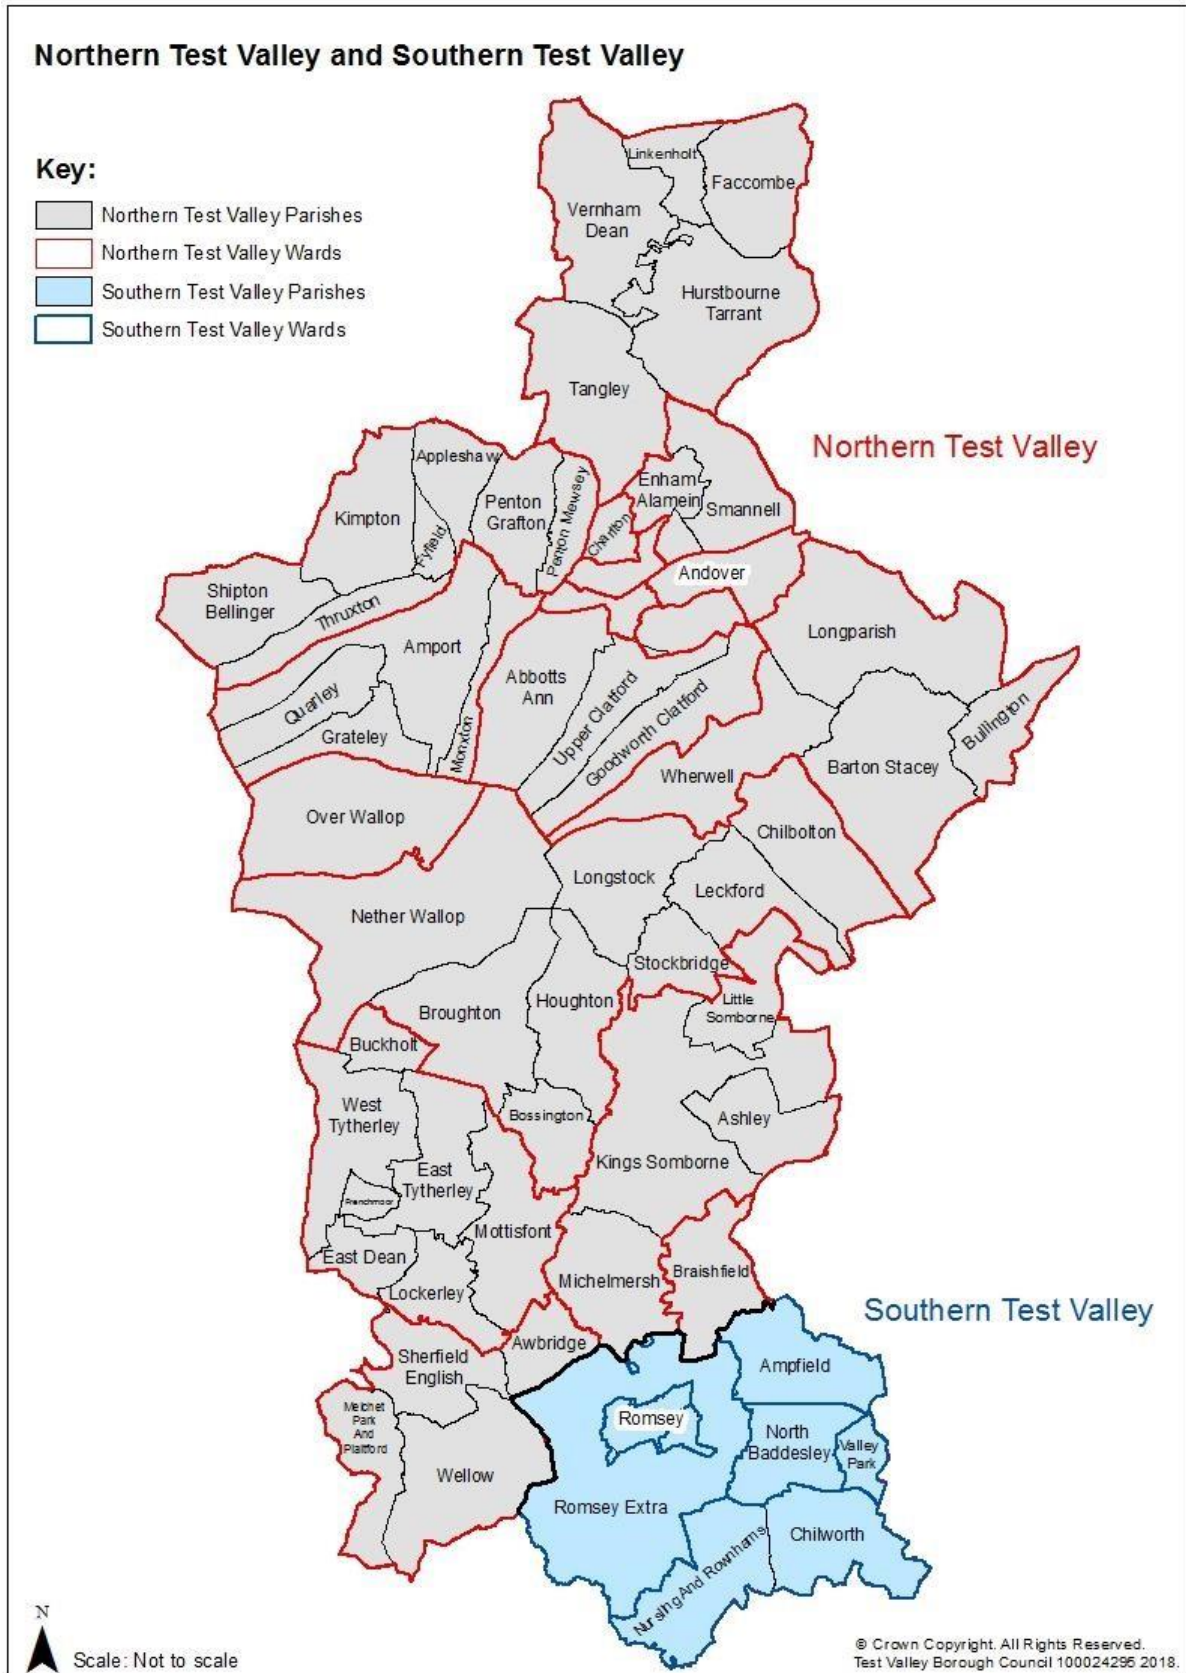 Northern Test Valley and Southern Test Valley
Key:
Northern Test Valley Parishes
Northern Test Valley Wards
Southern Test Valley Parishes
Southern Test Valley Wards
Linkenholt
Faccombe
Vernham
Dean
Hurstbourne
Tarrant
Tangley
Northern Test Valley
Appleshaw
Enham
Alamein
Penton
Grafton
Penton Mewsey
Smannell
Kimpton
Charlton
Fyfield
Andover
Shipton
Bellinger
Thruxton
Longparish
Amport
Abbotts
Ann
Upper Clatford
Goodworth Clatford
Quarley
Bullington
Grateley
Monxton
Wherwell
Barton Stacey
Over Wallop
Chilbolton
Longstock
Leckford
Nether Wallop
Stockbridge
Houghton
Little
Somborne
Broughton
Buckholt
West
Tytherley
Bossington
Ashley
Kings Somborne
East
Tytherley
Frenchmoor
Mottisfont
East Dean
Michelmersh
Braishfield
Lockerley
Southern Test Valley
Awbridge
Sherfield
English
Ampfield
Melchet
Park
And
Plaitford
Romsey
North
Baddesley
Valley
Park
Wellow
Romsey Extra
Chilworth
Nursling And Rownhams
N
Scale: Not to scale
© Crown Copyright. All Rights Reserved.
Test Valley Borough Council 100024295 2018.